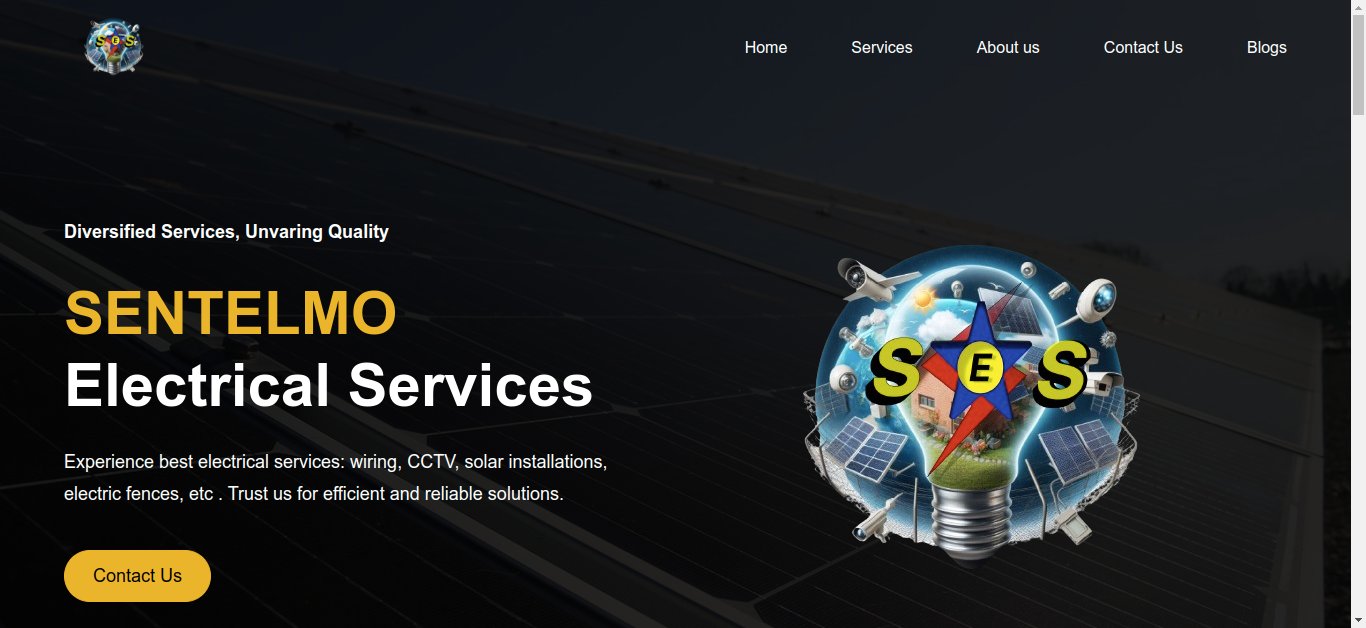 SES
Home Services About us Contact Us Blogs
Diversified Services, Unvaring Quality
SENTELMO
Electrical Services
Experience best electrical services: wiring, CCTV, solar installations,
electric fences, etc . Trust us for efficient and reliable solutions.
Contact Us
S E S